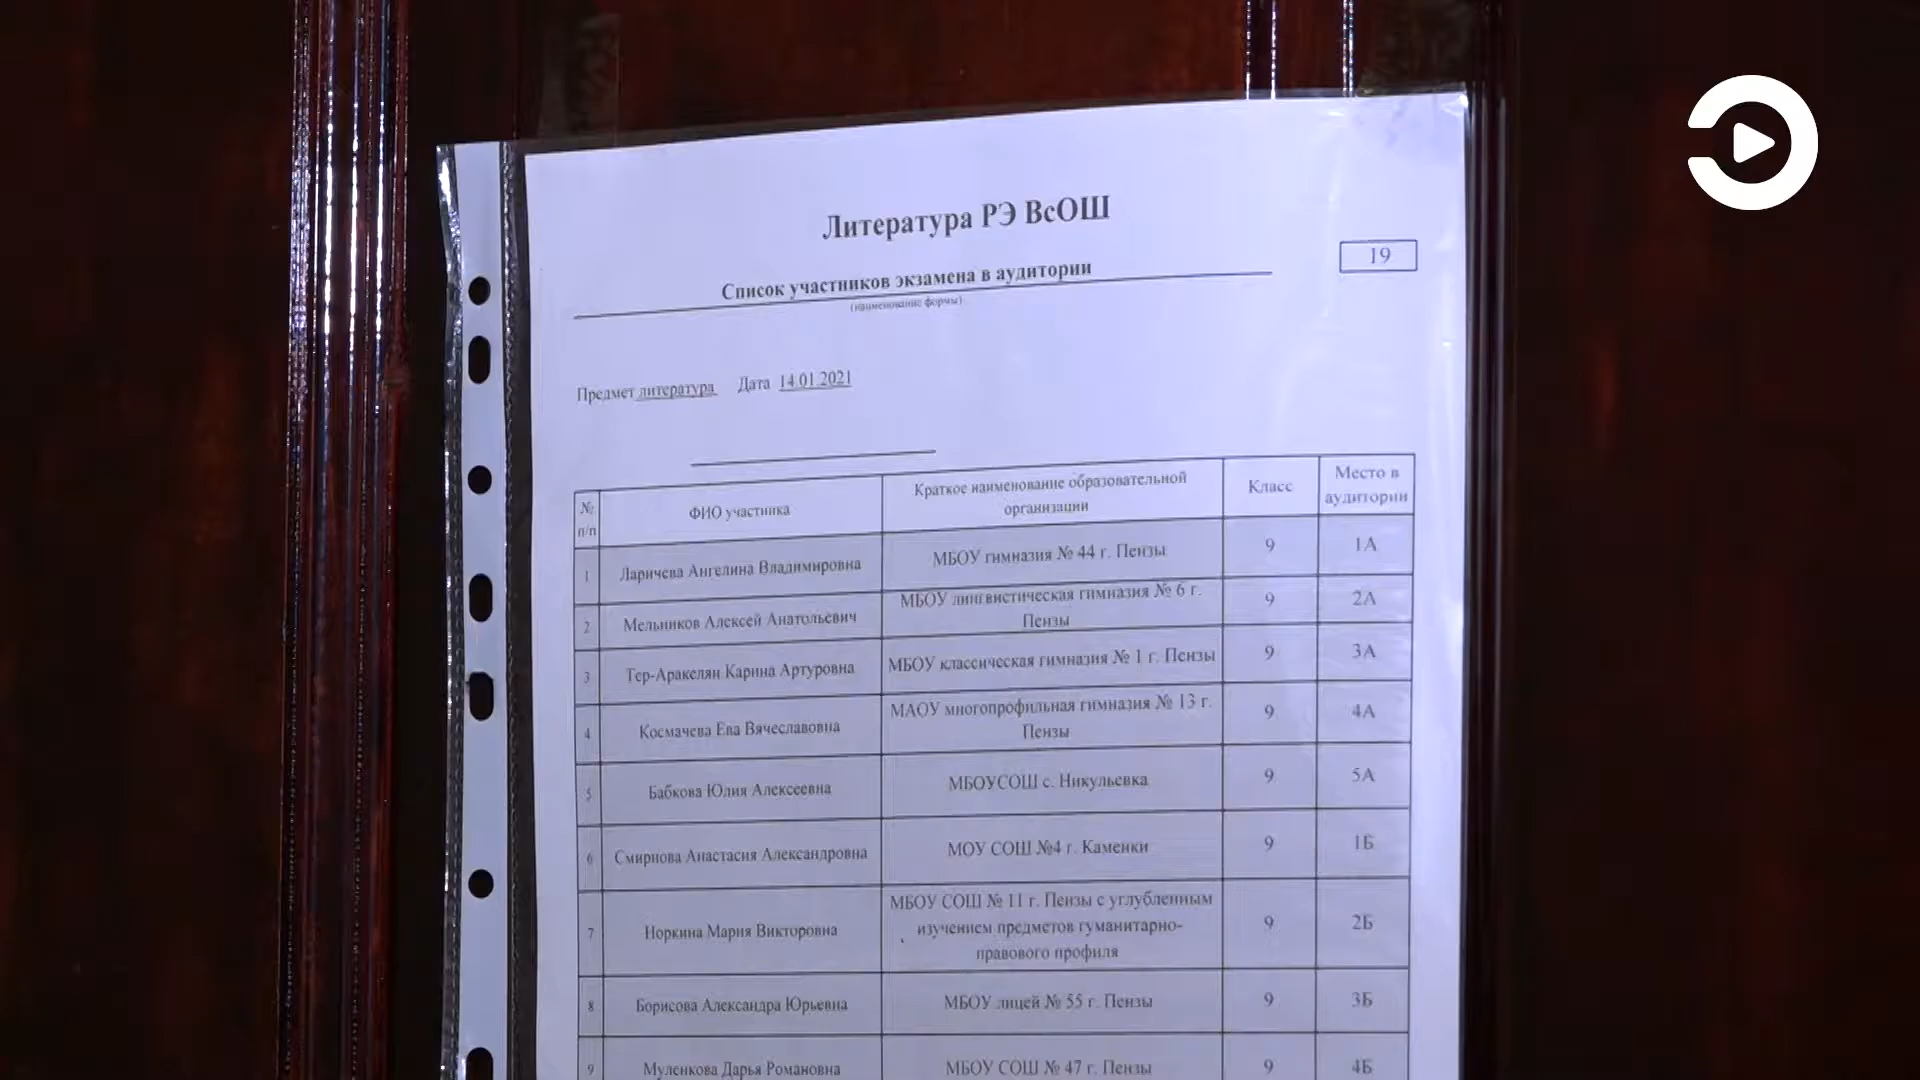 Литература РЭ ВсОШ
19
Список участников экзамена в аудитории
(наименование формы)
Предмет литература Дата 14.01.2021
№ п/п ФИО участника Краткое наименование образовательной организации Класс Место в аудитории
1 Ларичева Ангелина Владимировна МБОУ гимназия № 44 г. Пензы 9 1А
2 Мельников Алексей Анатольевич МБОУ лингвистическая гимназия № 6 г. Пензы 9 2А
3 Тер-Аракелян Карина Артуровна МБОУ классическая гимназия № 1 г. Пензы 9 3А
4 Космачева Ева Вячеславовна МАОУ многопрофильная гимназия № 13 г. Пензы 9 4А
5 Бабкова Юлия Алексеевна МБОУСОШ с. Никульевка 9 5А
6 Смирнова Анастасия Александровна МОУ СОШ №4 г. Каменки 9 1Б
7 Норкина Мария Викторовна МБОУ СОШ № 11 г. Пензы с углубленным изучением предметов гуманитарно-правового профиля 9 2Б
8 Борисова Александра Юрьевна МБОУ лицей № 55 г. Пензы 9 3Б
9 Муленкова Дарья Романовна МБОУ СОШ № 47 г. Пензы 9 4Б